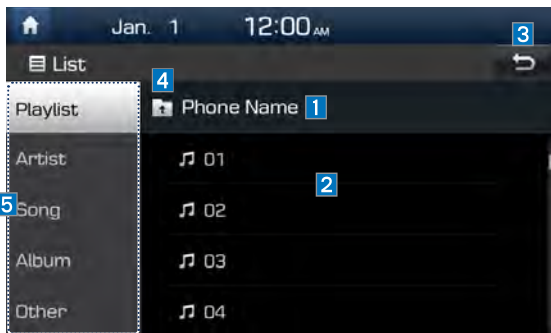 Jan. 1 12:00 AM
3
List
4
Playlist
Phone Name 1
Artist
01
2
5
Song
02
Album
03
Other
04